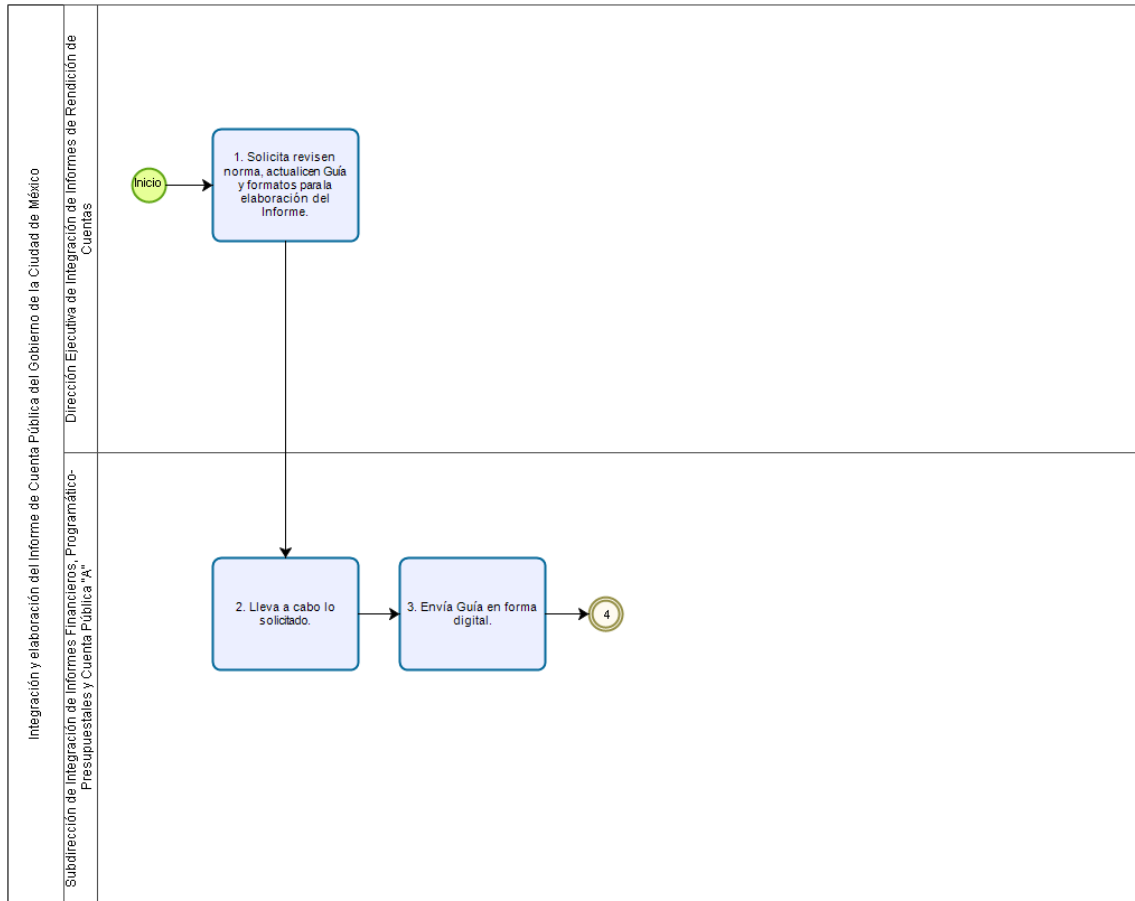 Integración y elaboración del Informe de Cuenta Pública del Gobierno de la Ciudad de México
Dirección Ejecutiva de Integración de Informes de Rendición de
Cuentas
Inicio
1. Solicita revisen
norma, actualicen Guía
y formatos para la
elaboración del
Informe.
Subdirección de Integración de Informes Financieros, Programático-
Presupuestales y Cuenta Pública "A"
2. Lleva a cabo lo
solicitado.
3. Envía Guía en forma
digital.
4